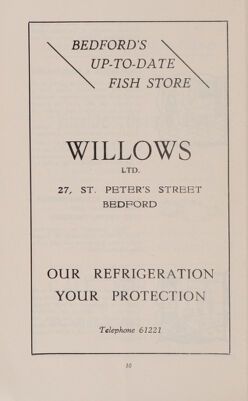 BEDFORD'S
UP-TO-DATE
FISH STORE
WILLOWS
LTD.
27, ST. PETER'S STREET
BEDFORD
OUR REFRIGERATION
YOUR PROTECTION
Telephone 61221
10